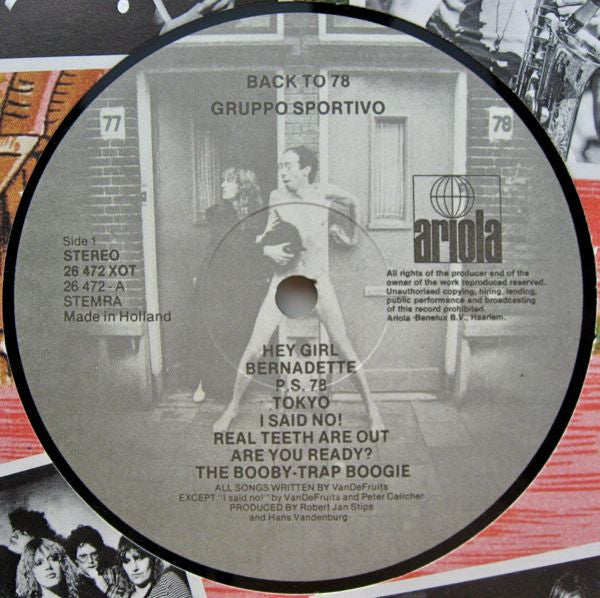 BACK TO 78
GRUPPO SPORTIVO
77
78
ariola
Side 1
STEREO
26 472 XOT
26 472 - A
STEMRA
Made in Holland
All rights of the producer and of the
owner of the work reproduced reserved.
Unauthorised copying, hiring, lending,
public performance and broadcasting
of this record prohibited.
Ariola-Benelux B.V., Haarlem.
HEY GIRL
BERNADETTE
P.S. 78
TOKYO
I SAID NO!
REAL TEETH ARE OUT
ARE YOU READY?
THE BOOBY-TRAP BOOGIE
ALL SONGS WRITTEN BY VanDeFruits
EXCEPT "I said no!" by VanDeFruits and Peter Calicher
PRODUCED BY Robert Jan Stips
and Hans Vandenburg